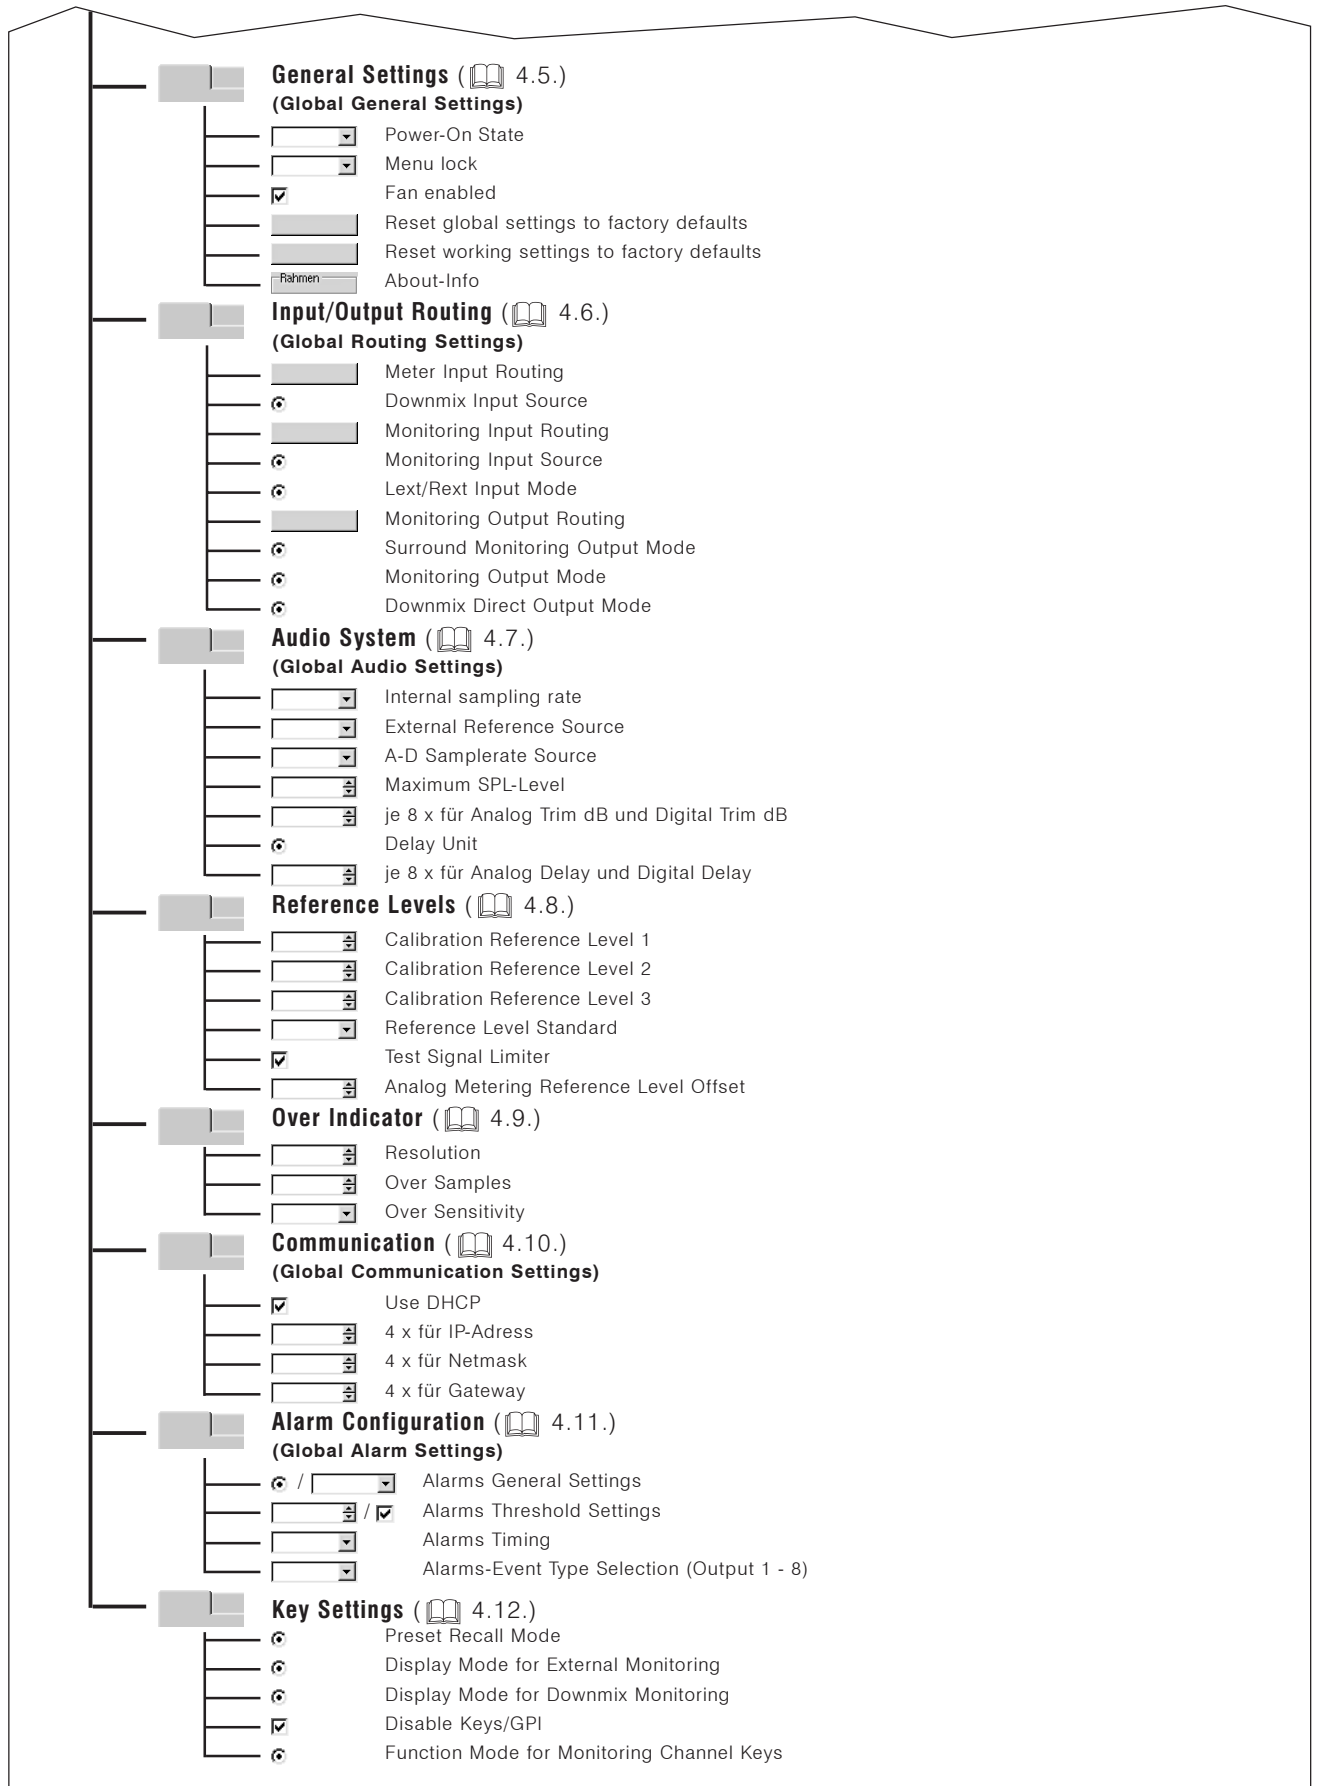 General Settings ( 4.5.)
(Global General Settings)
Power-On State
Menu lock
Fan enabled
Reset global settings to factory defaults
Reset working settings to factory defaults
Rahmen About-Info
Input/Output Routing ( 4.6.)
(Global Routing Settings)
Meter Input Routing
Downmix Input Source
Monitoring Input Routing
Monitoring Input Source
Lext/Rext Input Mode
Monitoring Output Routing
Surround Monitoring Output Mode
Monitoring Output Mode
Downmix Direct Output Mode
Audio System ( 4.7.)
(Global Audio Settings)
Internal sampling rate
External Reference Source
A-D Samplerate Source
Maximum SPL-Level
je 8 x für Analog Trim dB und Digital Trim dB
Delay Unit
je 8 x für Analog Delay und Digital Delay
Reference Levels ( 4.8.)
Calibration Reference Level 1
Calibration Reference Level 2
Calibration Reference Level 3
Reference Level Standard
Test Signal Limiter
Analog Metering Reference Level Offset
Over Indicator ( 4.9.)
Resolution
Over Samples
Over Sensitivity
Communication ( 4.10.)
(Global Communication Settings)
Use DHCP
4 x für IP-Adress
4 x für Netmask
4 x für Gateway
Alarm Configuration ( 4.11.)
(Global Alarm Settings)
/ Alarms General Settings
/ Alarms Threshold Settings
Alarms Timing
Alarms-Event Type Selection (Output 1 - 8)
Key Settings ( 4.12.)
Preset Recall Mode
Display Mode for External Monitoring
Display Mode for Downmix Monitoring
Disable Keys/GPI
Function Mode for Monitoring Channel Keys